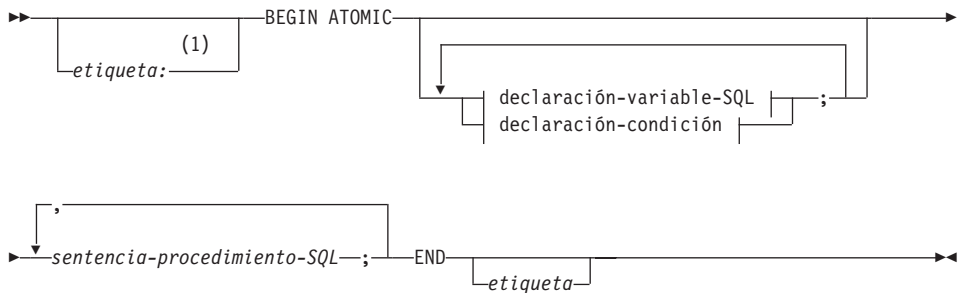 BEGIN ATOMIC
(1)
etiqueta:
declaración-variable-SQL ;
declaración-condición
,
sentencia-procedimiento-SQL ; END
etiqueta